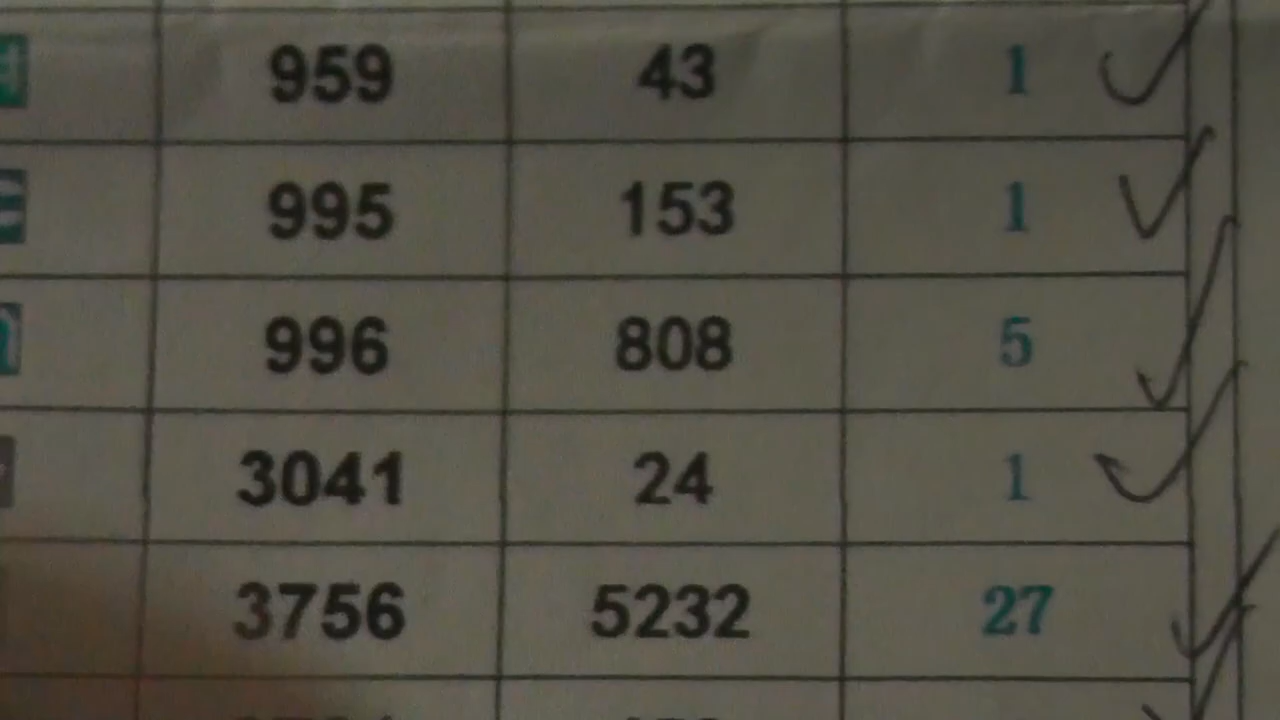 959 43 1
995 153 1
996 808 5
3041 24 1
3756 5232 27